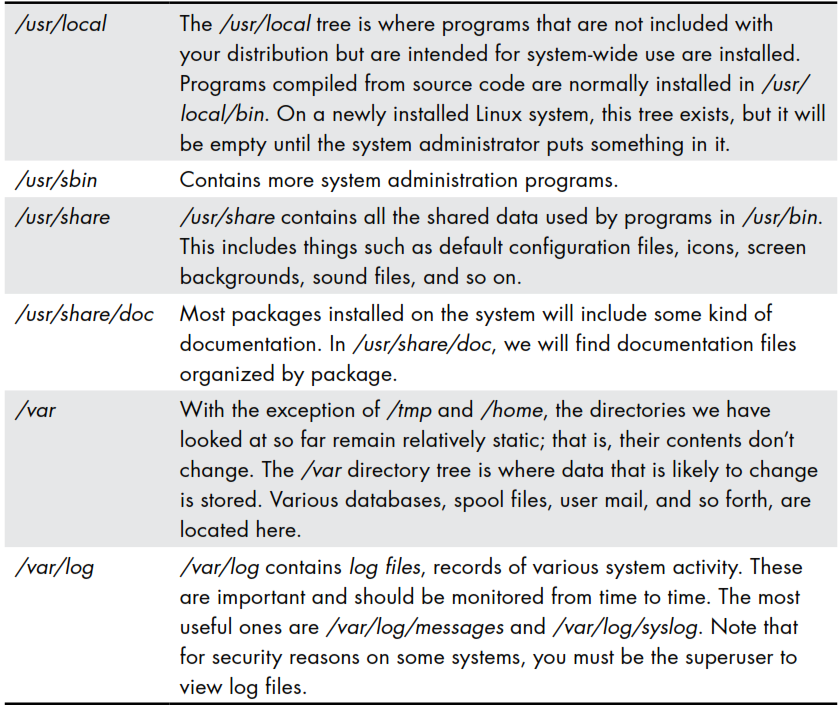 /usr/local The /usr/local tree is where programs that are not included with
your distribution but are intended for system-wide use are installed.
Programs compiled from source code are normally installed in /usr/
local/bin. On a newly installed Linux system, this tree exists, but it will
be empty until the system administrator puts something in it.
/usr/sbin Contains more system administration programs.
/usr/share /usr/share contains all the shared data used by programs in /usr/bin.
This includes things such as default configuration files, icons, screen
backgrounds, sound files, and so on.
/usr/share/doc Most packages installed on the system will include some kind of
documentation. In /usr/share/doc, we will find documentation files
organized by package.
/var With the exception of /tmp and /home, the directories we have
looked at so far remain relatively static; that is, their contents don’t
change. The /var directory tree is where data that is likely to change
is stored. Various databases, spool files, user mail, and so forth, are
located here.
/var/log /var/log contains log files, records of various system activity. These
are important and should be monitored from time to time. The most
useful ones are /var/log/messages and /var/log/syslog. Note that
for security reasons on some systems, you must be the superuser to
view log files.